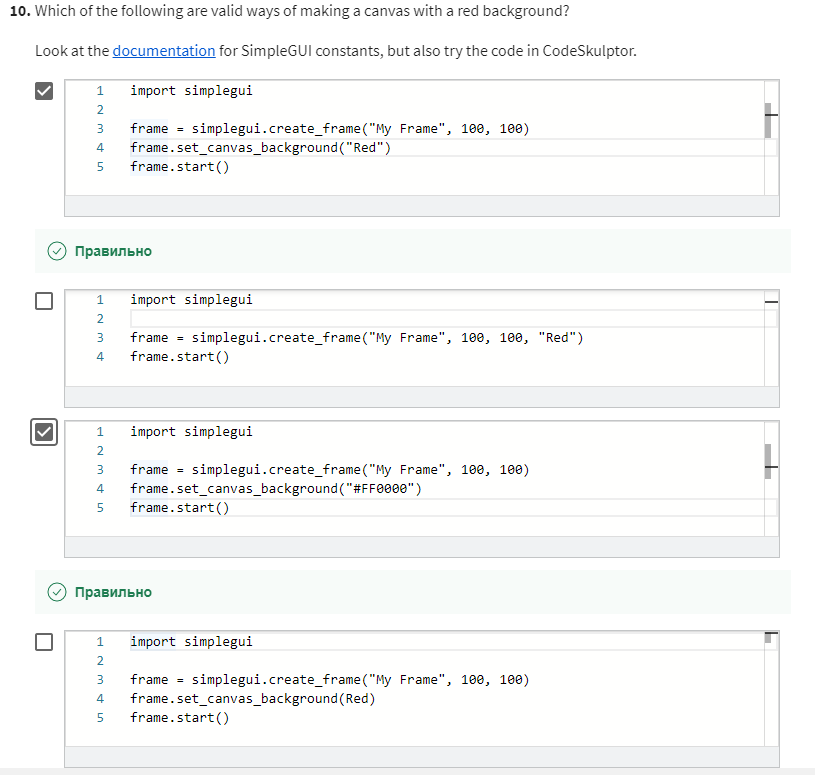 10. Which of the following are valid ways of making a canvas with a red background?
Look at the documentation for SimpleGUI constants, but also try the code in CodeSkulptor.
1 import simplegui
2
3 frame = simplegui.create_frame("My Frame", 100, 100)
4 frame.set_canvas_background("Red")
5 frame.start()
Правильно
1 import simplegui
2
3 frame = simplegui.create_frame("My Frame", 100, 100, "Red")
4 frame.start()
1 import simplegui
2
3 frame = simplegui.create_frame("My Frame", 100, 100)
4 frame.set_canvas_background("#FF0000")
5 frame.start()
Правильно
1 import simplegui
2
3 frame = simplegui.create_frame("My Frame", 100, 100)
4 frame.set_canvas_background(Red)
5 frame.start()